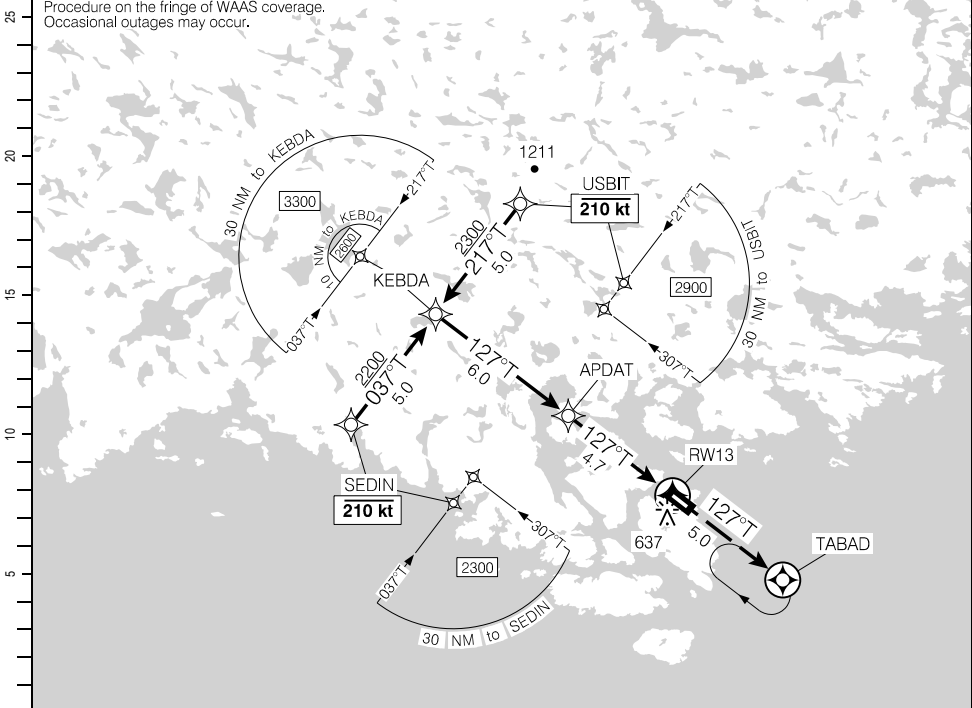 Procedure on the fringe of WAAS coverage.
Occasional outages may occur.
25
20
15
10
5
30 NM to KEBDA
3300
217°T
10 NM to KEBDA
2600
037°T
KEBDA
1211
USBIT
210 kt
2300
217°T
5.0
217°T
2900
30 NM to USBIT
307°T
2200
037°T
5.0
127°T
6.0
APDAT
127°T
4.7
RW13
SEDIN
210 kt
637
127°T
5.0
TABAD
037°T
307°T
2300
30 NM to SEDIN